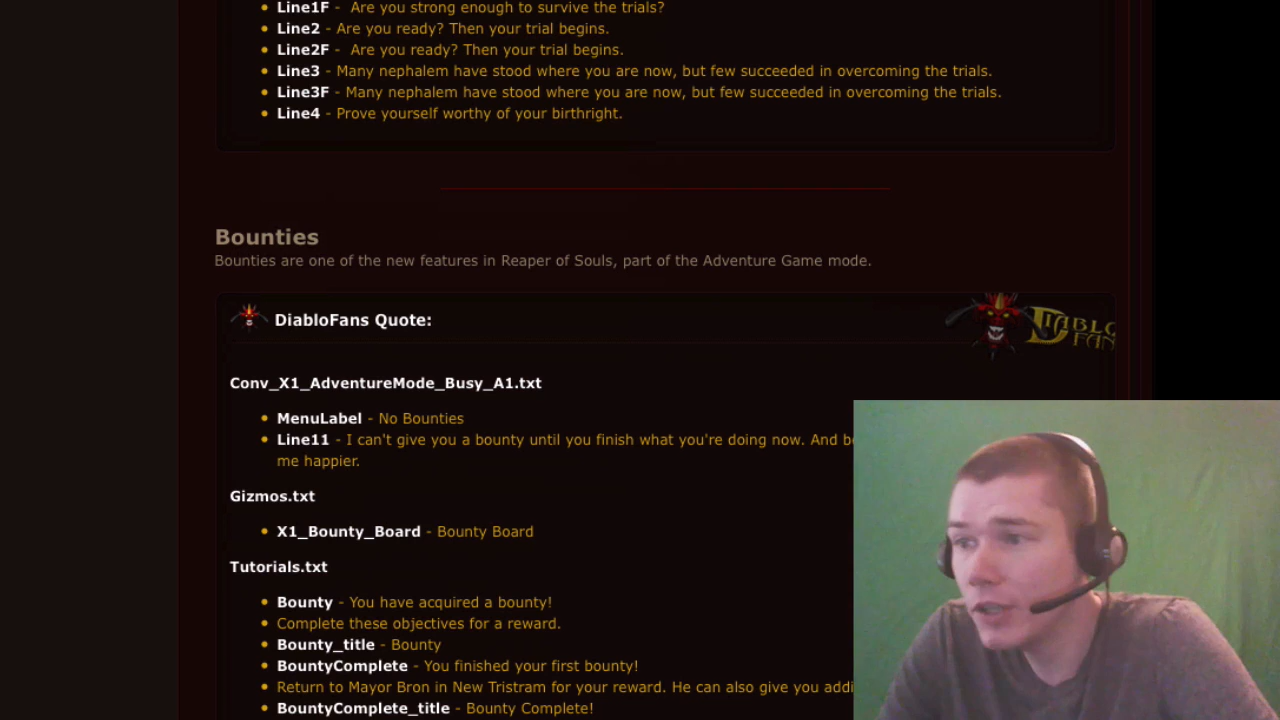 Line1F - Are you strong enough to survive the trials?
Line2 - Are you ready? Then your trial begins.
Line2F - Are you ready? Then your trial begins.
Line3 - Many nephalem have stood where you are now, but few succeeded in overcoming the trials.
Line3F - Many nephalem have stood where you are now, but few succeeded in overcoming the trials.
Line4 - Prove yourself worthy of your birthright.
Bounties
Bounties are one of the new features in Reaper of Souls, part of the Adventure Game mode.
DiabloFans Quote:
DIABLO
FAN
Conv_X1_AdventureMode_Busy_A1.txt
MenuLabel - No Bounties
Line11 - I can't give you a bounty until you finish what you're doing now. And
me happier.
Gizmos.txt
X1_Bounty_Board - Bounty Board
Tutorials.txt
Bounty - You have acquired a bounty!
Complete these objectives for a reward.
Bounty_title - Bounty
BountyComplete - You finished your first bounty!
Return to Mayor Bron in New Tristram for your reward. He can also give you
BountyComplete_title - Bounty Complete!